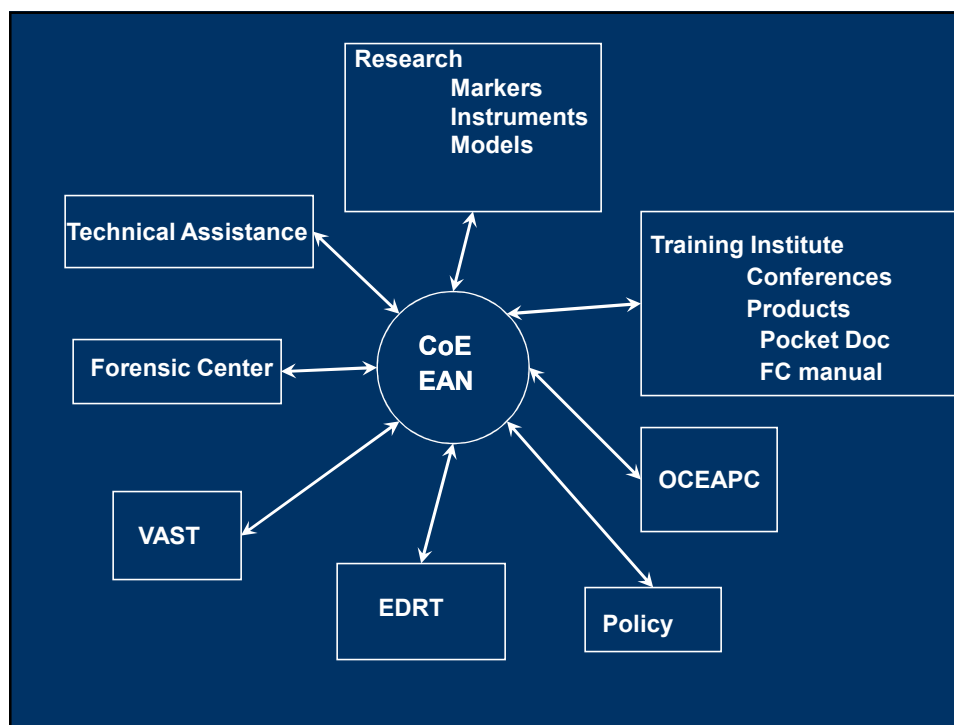 Research
Markers
Instruments
Models
Technical Assistance
Training Institute
Conferences
Products
Pocket Doc
FC manual
Forensic Center
CoE
EAN
OCEAPC
VAST
EDRT
Policy